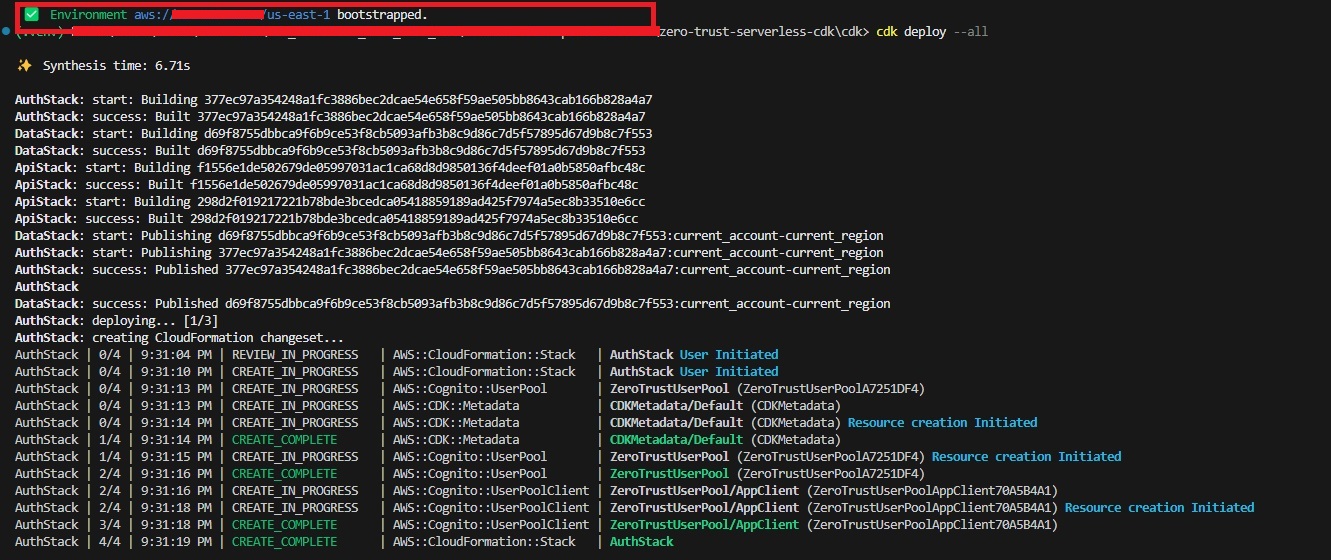 ✅ Environment aws:// /us-east-1 bootstrapped.
\zero-trust-serverless-cdk\cdk> cdk deploy --all
✨ Synthesis time: 6.71s
AuthStack: start: Building 377ec97a354248a1fc3886bec2dcae54e658f59ae505bb8643cab166b828a4a7
AuthStack: success: Built 377ec97a354248a1fc3886bec2dcae54e658f59ae505bb8643cab166b828a4a7
DataStack: start: Building d69f8755dbbca9f6b9ce53f8cb5093afb3b8c9d86c7d5f57895d67d9b8c7f553
DataStack: success: Built d69f8755dbbca9f6b9ce53f8cb5093afb3b8c9d86c7d5f57895d67d9b8c7f553
ApiStack: start: Building f1556e1de502679de05997031ac1ca68d8d9850136f4deef01a0b5850afbc48c
ApiStack: success: Built f1556e1de502679de05997031ac1ca68d8d9850136f4deef01a0b5850afbc48c
ApiStack: start: Building 298d2f019217221b78bde3bcedca05418859189ad425f7974a5ec8b33510e6cc
ApiStack: success: Built 298d2f019217221b78bde3bcedca05418859189ad425f7974a5ec8b33510e6cc
DataStack: start: Publishing d69f8755dbbca9f6b9ce53f8cb5093afb3b8c9d86c7d5f57895d67d9b8c7f553:current_account-current_region
AuthStack: start: Publishing 377ec97a354248a1fc3886bec2dcae54e658f59ae505bb8643cab166b828a4a7:current_account-current_region
AuthStack: success: Published 377ec97a354248a1fc3886bec2dcae54e658f59ae505bb8643cab166b828a4a7:current_account-current_region
AuthStack
DataStack: success: Published d69f8755dbbca9f6b9ce53f8cb5093afb3b8c9d86c7d5f57895d67d9b8c7f553:current_account-current_region
AuthStack: deploying... [1/3]
AuthStack: creating CloudFormation changeset...
AuthStack | 0/4 | 9:31:04 PM | REVIEW_IN_PROGRESS | AWS::CloudFormation::Stack | AuthStack User Initiated
AuthStack | 0/4 | 9:31:10 PM | CREATE_IN_PROGRESS | AWS::CloudFormation::Stack | AuthStack User Initiated
AuthStack | 0/4 | 9:31:13 PM | CREATE_IN_PROGRESS | AWS::Cognito::UserPool | ZeroTrustUserPool (ZeroTrustUserPoolA7251DF4)
AuthStack | 0/4 | 9:31:13 PM | CREATE_IN_PROGRESS | AWS::CDK::Metadata | CDKMetadata/Default (CDKMetadata)
AuthStack | 0/4 | 9:31:14 PM | CREATE_IN_PROGRESS | AWS::CDK::Metadata | CDKMetadata/Default (CDKMetadata) Resource creation Initiated
AuthStack | 1/4 | 9:31:14 PM | CREATE_COMPLETE | AWS::CDK::Metadata | CDKMetadata/Default (CDKMetadata)
AuthStack | 1/4 | 9:31:15 PM | CREATE_IN_PROGRESS | AWS::Cognito::UserPool | ZeroTrustUserPool (ZeroTrustUserPoolA7251DF4) Resource creation Initiated
AuthStack | 2/4 | 9:31:16 PM | CREATE_COMPLETE | AWS::Cognito::UserPool | ZeroTrustUserPool (ZeroTrustUserPoolA7251DF4)
AuthStack | 2/4 | 9:31:16 PM | CREATE_IN_PROGRESS | AWS::Cognito::UserPoolClient | ZeroTrustUserPool/AppClient (ZeroTrustUserPoolAppClient70A5B4A1)
AuthStack | 2/4 | 9:31:18 PM | CREATE_IN_PROGRESS | AWS::Cognito::UserPoolClient | ZeroTrustUserPool/AppClient (ZeroTrustUserPoolAppClient70A5B4A1) Resource creation Initiated
AuthStack | 3/4 | 9:31:18 PM | CREATE_COMPLETE | AWS::Cognito::UserPoolClient | ZeroTrustUserPool/AppClient (ZeroTrustUserPoolAppClient70A5B4A1)
AuthStack | 4/4 | 9:31:19 PM | CREATE_COMPLETE | AWS::CloudFormation::Stack | AuthStack